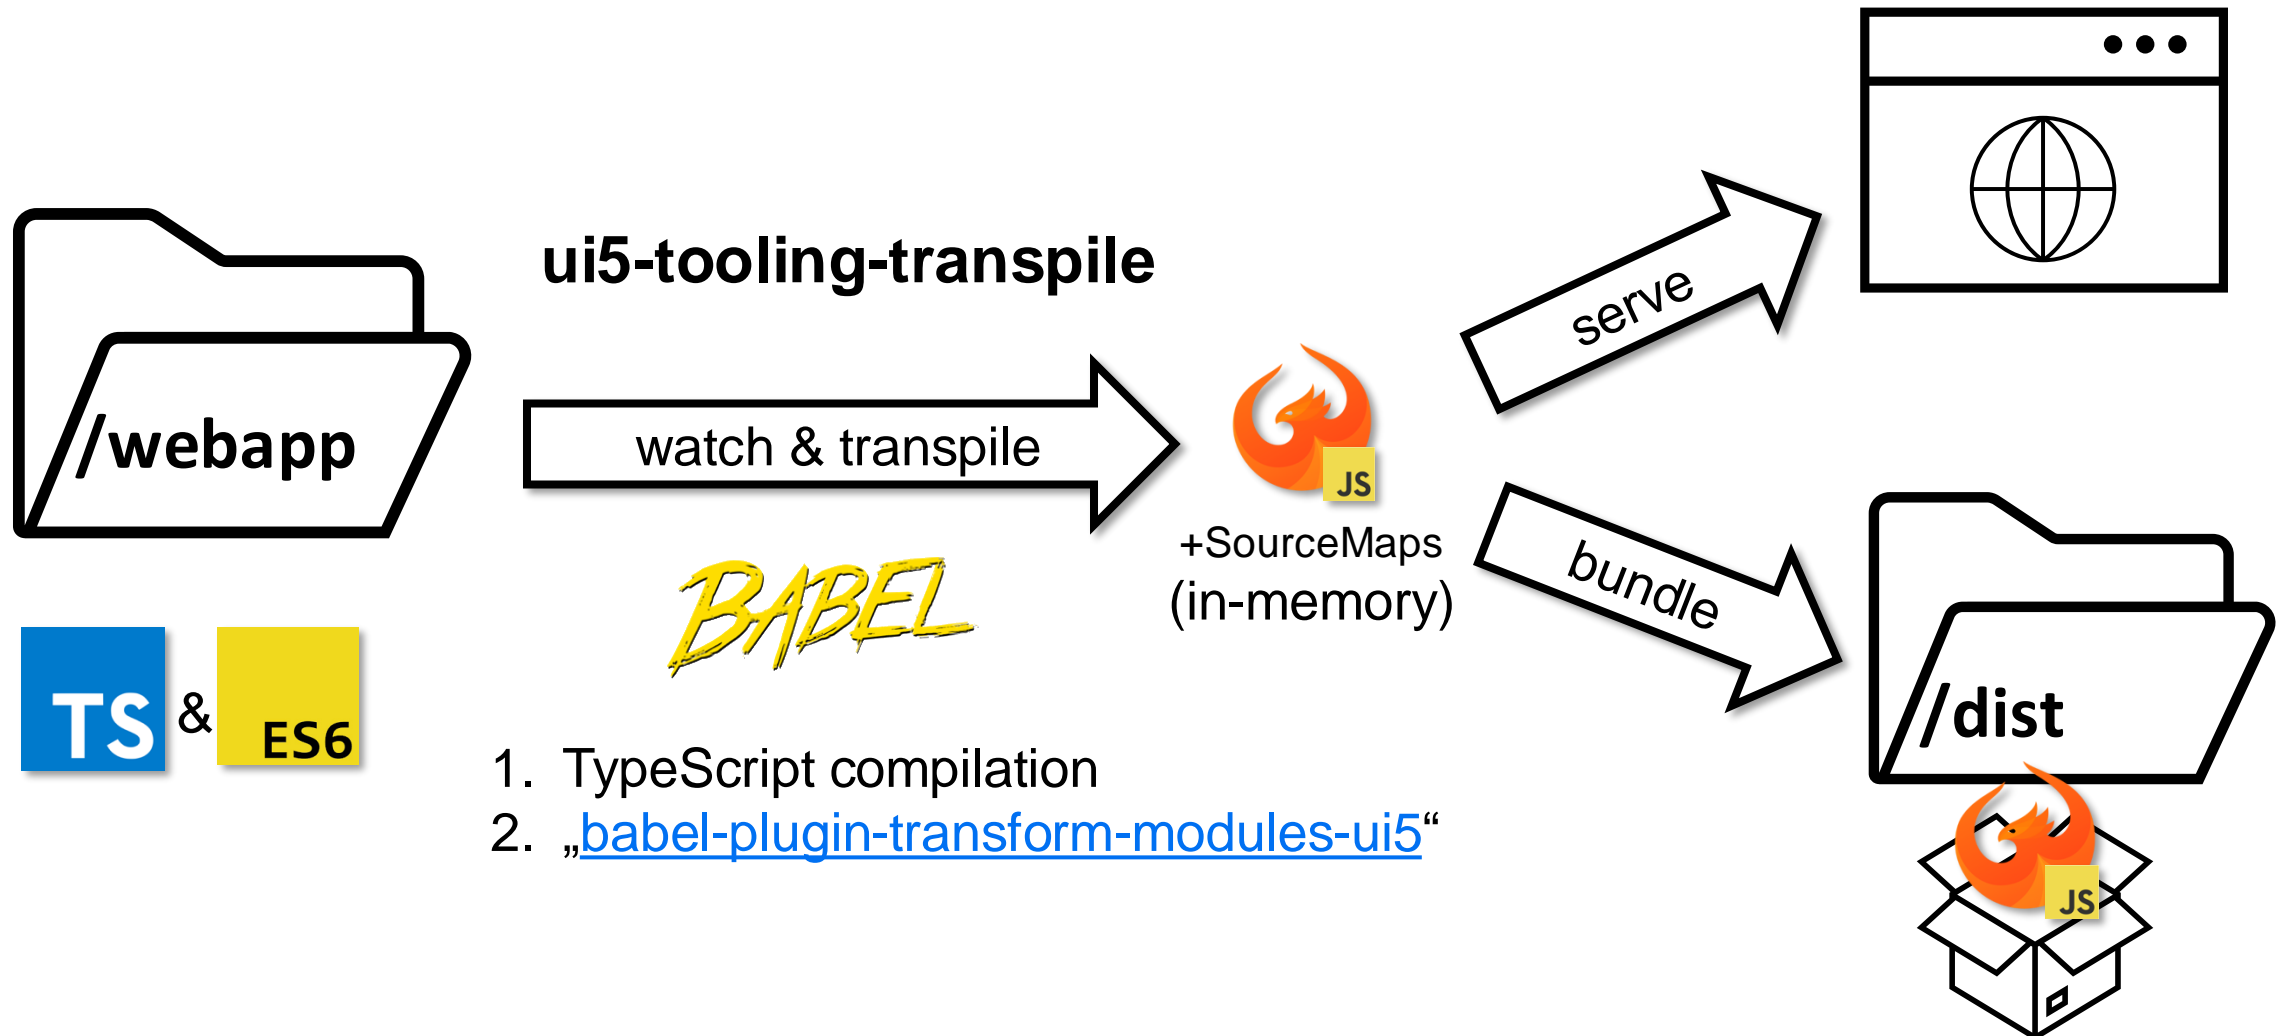 ui5-tooling-transpile
/webapp
watch & transpile
serve
JS
+SourceMaps
(in-memory)
bundle
BABEL
TS & ES6
1. TypeScript compilation
2. „babel-plugin-transform-modules-ui5“
/dist
JS